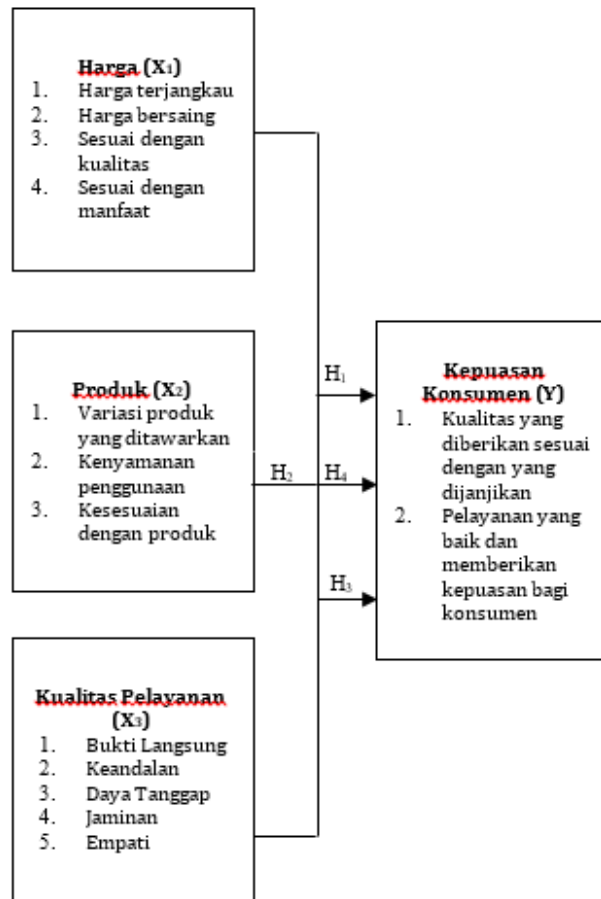 Harga (X₁)
1. Harga terjangkau
2. Harga bersaing
3. Sesuai dengan
kualitas
4. Sesuai dengan
manfaat
Produk (X₂)
1. Variasi produk
yang ditawarkan
2. Kenyamanan
penggunaan
3. Kesesuaian
dengan produk
Kualitas Pelayanan
(X₃)
1. Bukti Langsung
2. Keandalan
3. Daya Tanggap
4. Jaminan
5. Empati
H₁
H₂
H₄
H₃
Kepuasan
Konsumen (Y)
1. Kualitas yang
diberikan sesuai
dengan yang
dijanjikan
2. Pelayanan yang
baik dan
memberikan
kepuasan bagi
konsumen